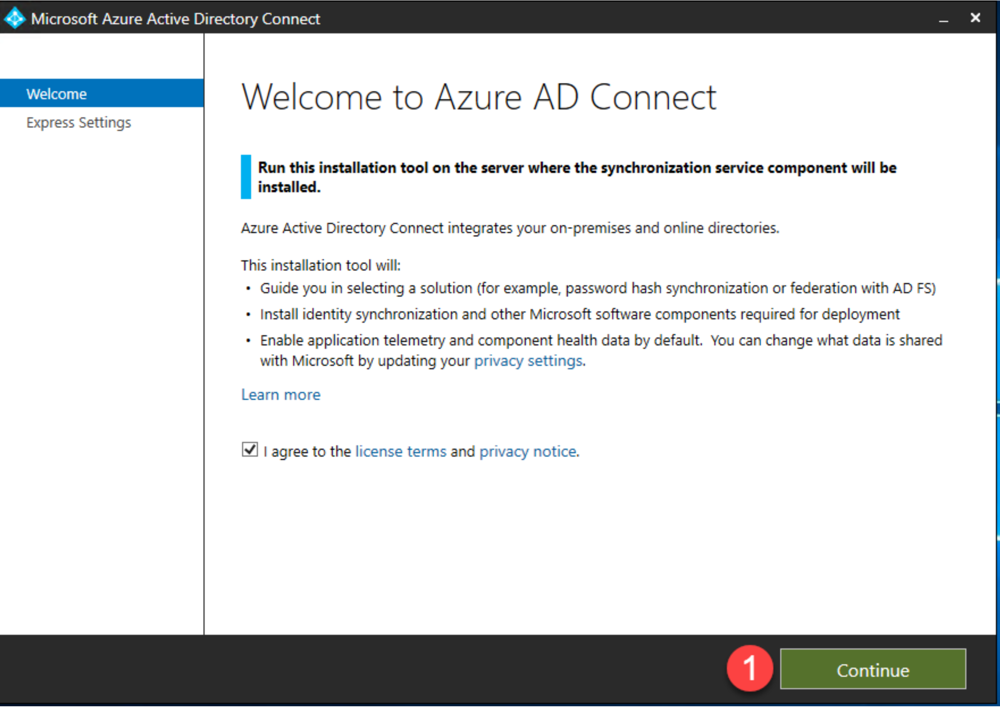 Microsoft Azure Active Directory Connect
Welcome
Express Settings
Welcome to Azure AD Connect
Run this installation tool on the server where the synchronization service component will be
installed.
Azure Active Directory Connect integrates your on-premises and online directories.
This installation tool will:
• Guide you in selecting a solution (for example, password hash synchronization or federation with AD FS)
• Install identity synchronization and other Microsoft software components required for deployment
• Enable application telemetry and component health data by default.  You can change what data is shared
with Microsoft by updating your privacy settings.
Learn more
I agree to the license terms and privacy notice.
1
Continue